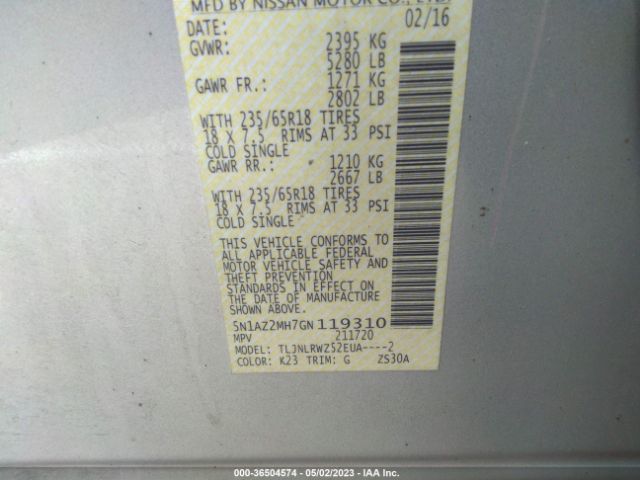 MFD BY NISSAN MOTOR CO., LTD.
DATE: 02/16
GVWR: 2395 KG
5280 LB
GAWR FR.: 1271 KG
2802 LB
WITH 235/65R18 TIRES
18 X 7.5 RIMS AT 33 PSI
COLD SINGLE
GAWR RR.: 1210 KG
2667 LB
WITH 235/65R18 TIRES
18 X 7.5 RIMS AT 33 PSI
COLD SINGLE
THIS VEHICLE CONFORMS TO
ALL APPLICABLE FEDERAL
MOTOR VEHICLE SAFETY AND
THEFT PREVENTION
STANDARDS IN EFFECT ON
THE DATE OF MANUFACTURE
SHOWN ABOVE.
5N1AZ2MH7GN119310
MPV 211720
MODEL: TLJNLRWZ52EUA----2
COLOR: K23 TRIM: G ZS30A
000-36504574 - 05/02/2023 - IAA Inc.